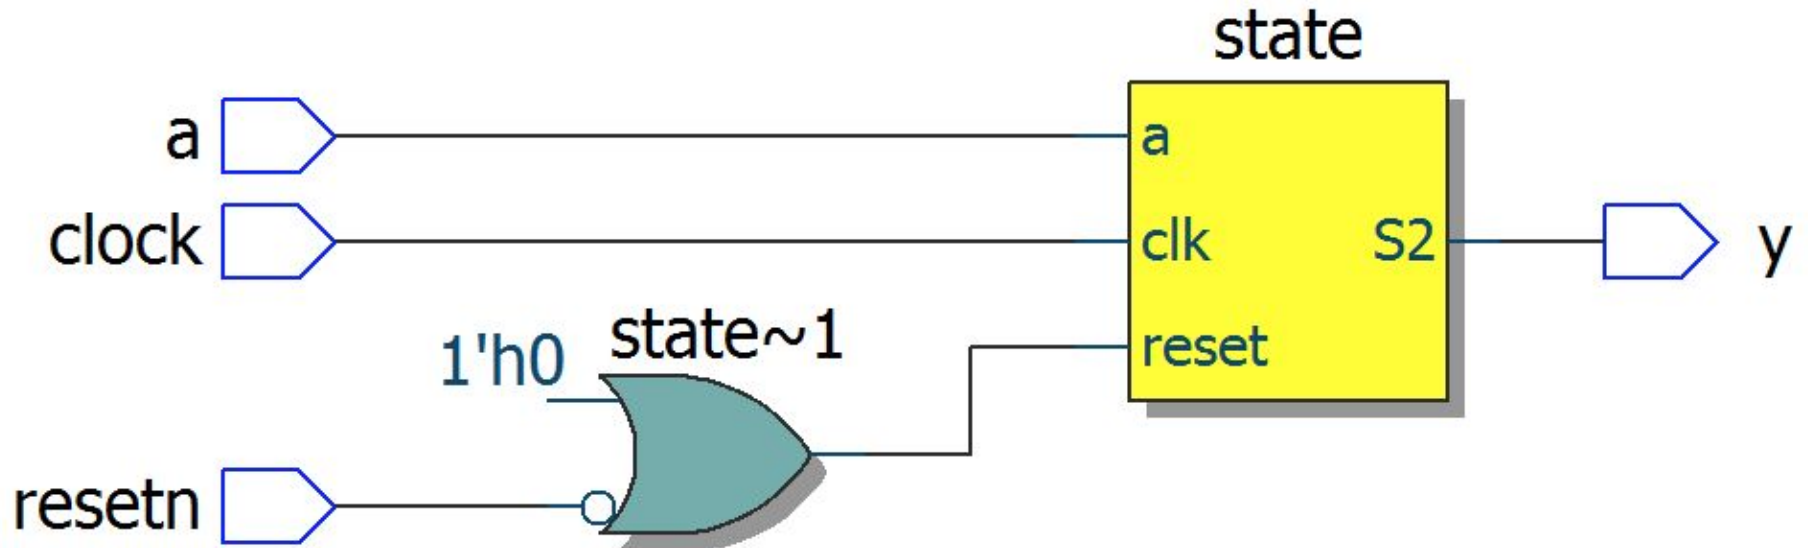 state
a
a
clock
clk
S2
y
state~1
1'h0
reset
resetn